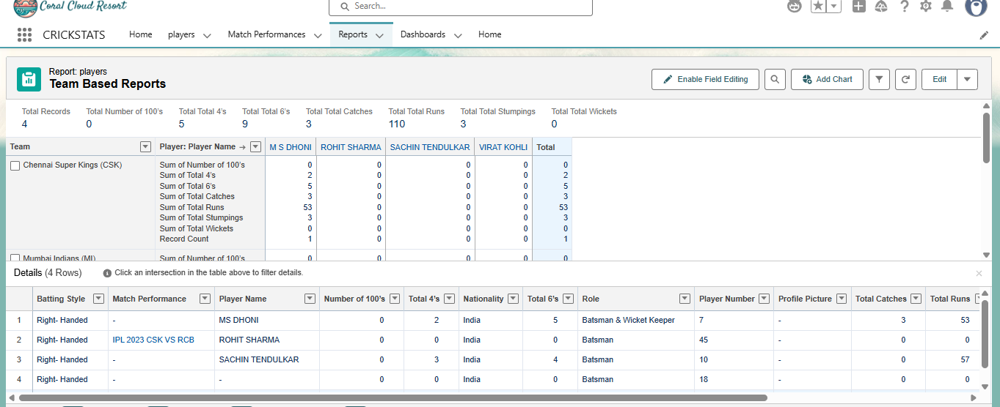 Coral Cloud Resort
Search...
CRICKSTATS Home players Match Performances Reports Dashboards Home
Report: players
Team Based Reports
Enable Field Editing Add Chart Edit
Total Records Total Number of 100's Total Total 4's Total Total 6's Total Total Catches Total Total Runs Total Total Stumpings Total Total Wickets
4 0 5 9 3 110 3 0
Team Player: Player Name → M S DHONI ROHIT SHARMA SACHIN TENDULKAR VIRAT KOHLI Total
Chennai Super Kings (CSK) Sum of Number of 100's 0 0 0 0 0
Sum of Total 4's 2 0 0 0 2
Sum of Total 6's 5 0 0 0 5
Sum of Total Catches 3 0 0 0 3
Sum of Total Runs 53 0 0 0 53
Sum of Total Stumpings 3 0 0 0 3
Sum of Total Wickets 0 0 0 0 0
Record Count 1 0 0 0 1
Mumbai Indians (MI) Sum of Number of 100's 0 0 0 0 0
Details (4 Rows) Click an intersection in the table above to filter details.
Batting Style Match Performance Player Name Number of 100's Total 4's Nationality Total 6's Role Player Number Profile Picture Total Catches Total Runs
1 Right- Handed - MS DHONI 0 2 India 5 Batsman & Wicket Keeper 7 - 3 53
2 Right- Handed IPL 2023 CSK VS RCB ROHIT SHARMA 0 0 India 0 Batsman 45 - 0 0
3 Right- Handed - SACHIN TENDULKAR 0 3 India 4 Batsman 10 - 0 57
4 Right- Handed - - 0 0 India 0 Batsman 18 - 0 0